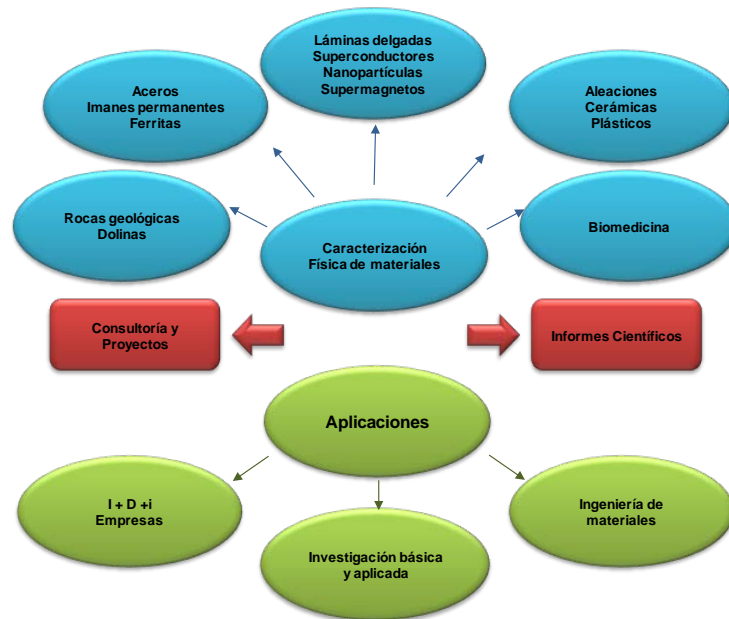 Láminas delgadas
Superconductores
Nanopartículas
Supermagnetos
Aceros
Imanes permanentes
Ferritas
Aleaciones
Cerámicas
Plásticos
Rocas geológicas
Dolinas
Caracterización
Física de materiales
Biomedicina
Consultoría y
Proyectos
Informes Científicos
Aplicaciones
I + D +i
Empresas
Investigación básica
y aplicada
Ingeniería de
materiales